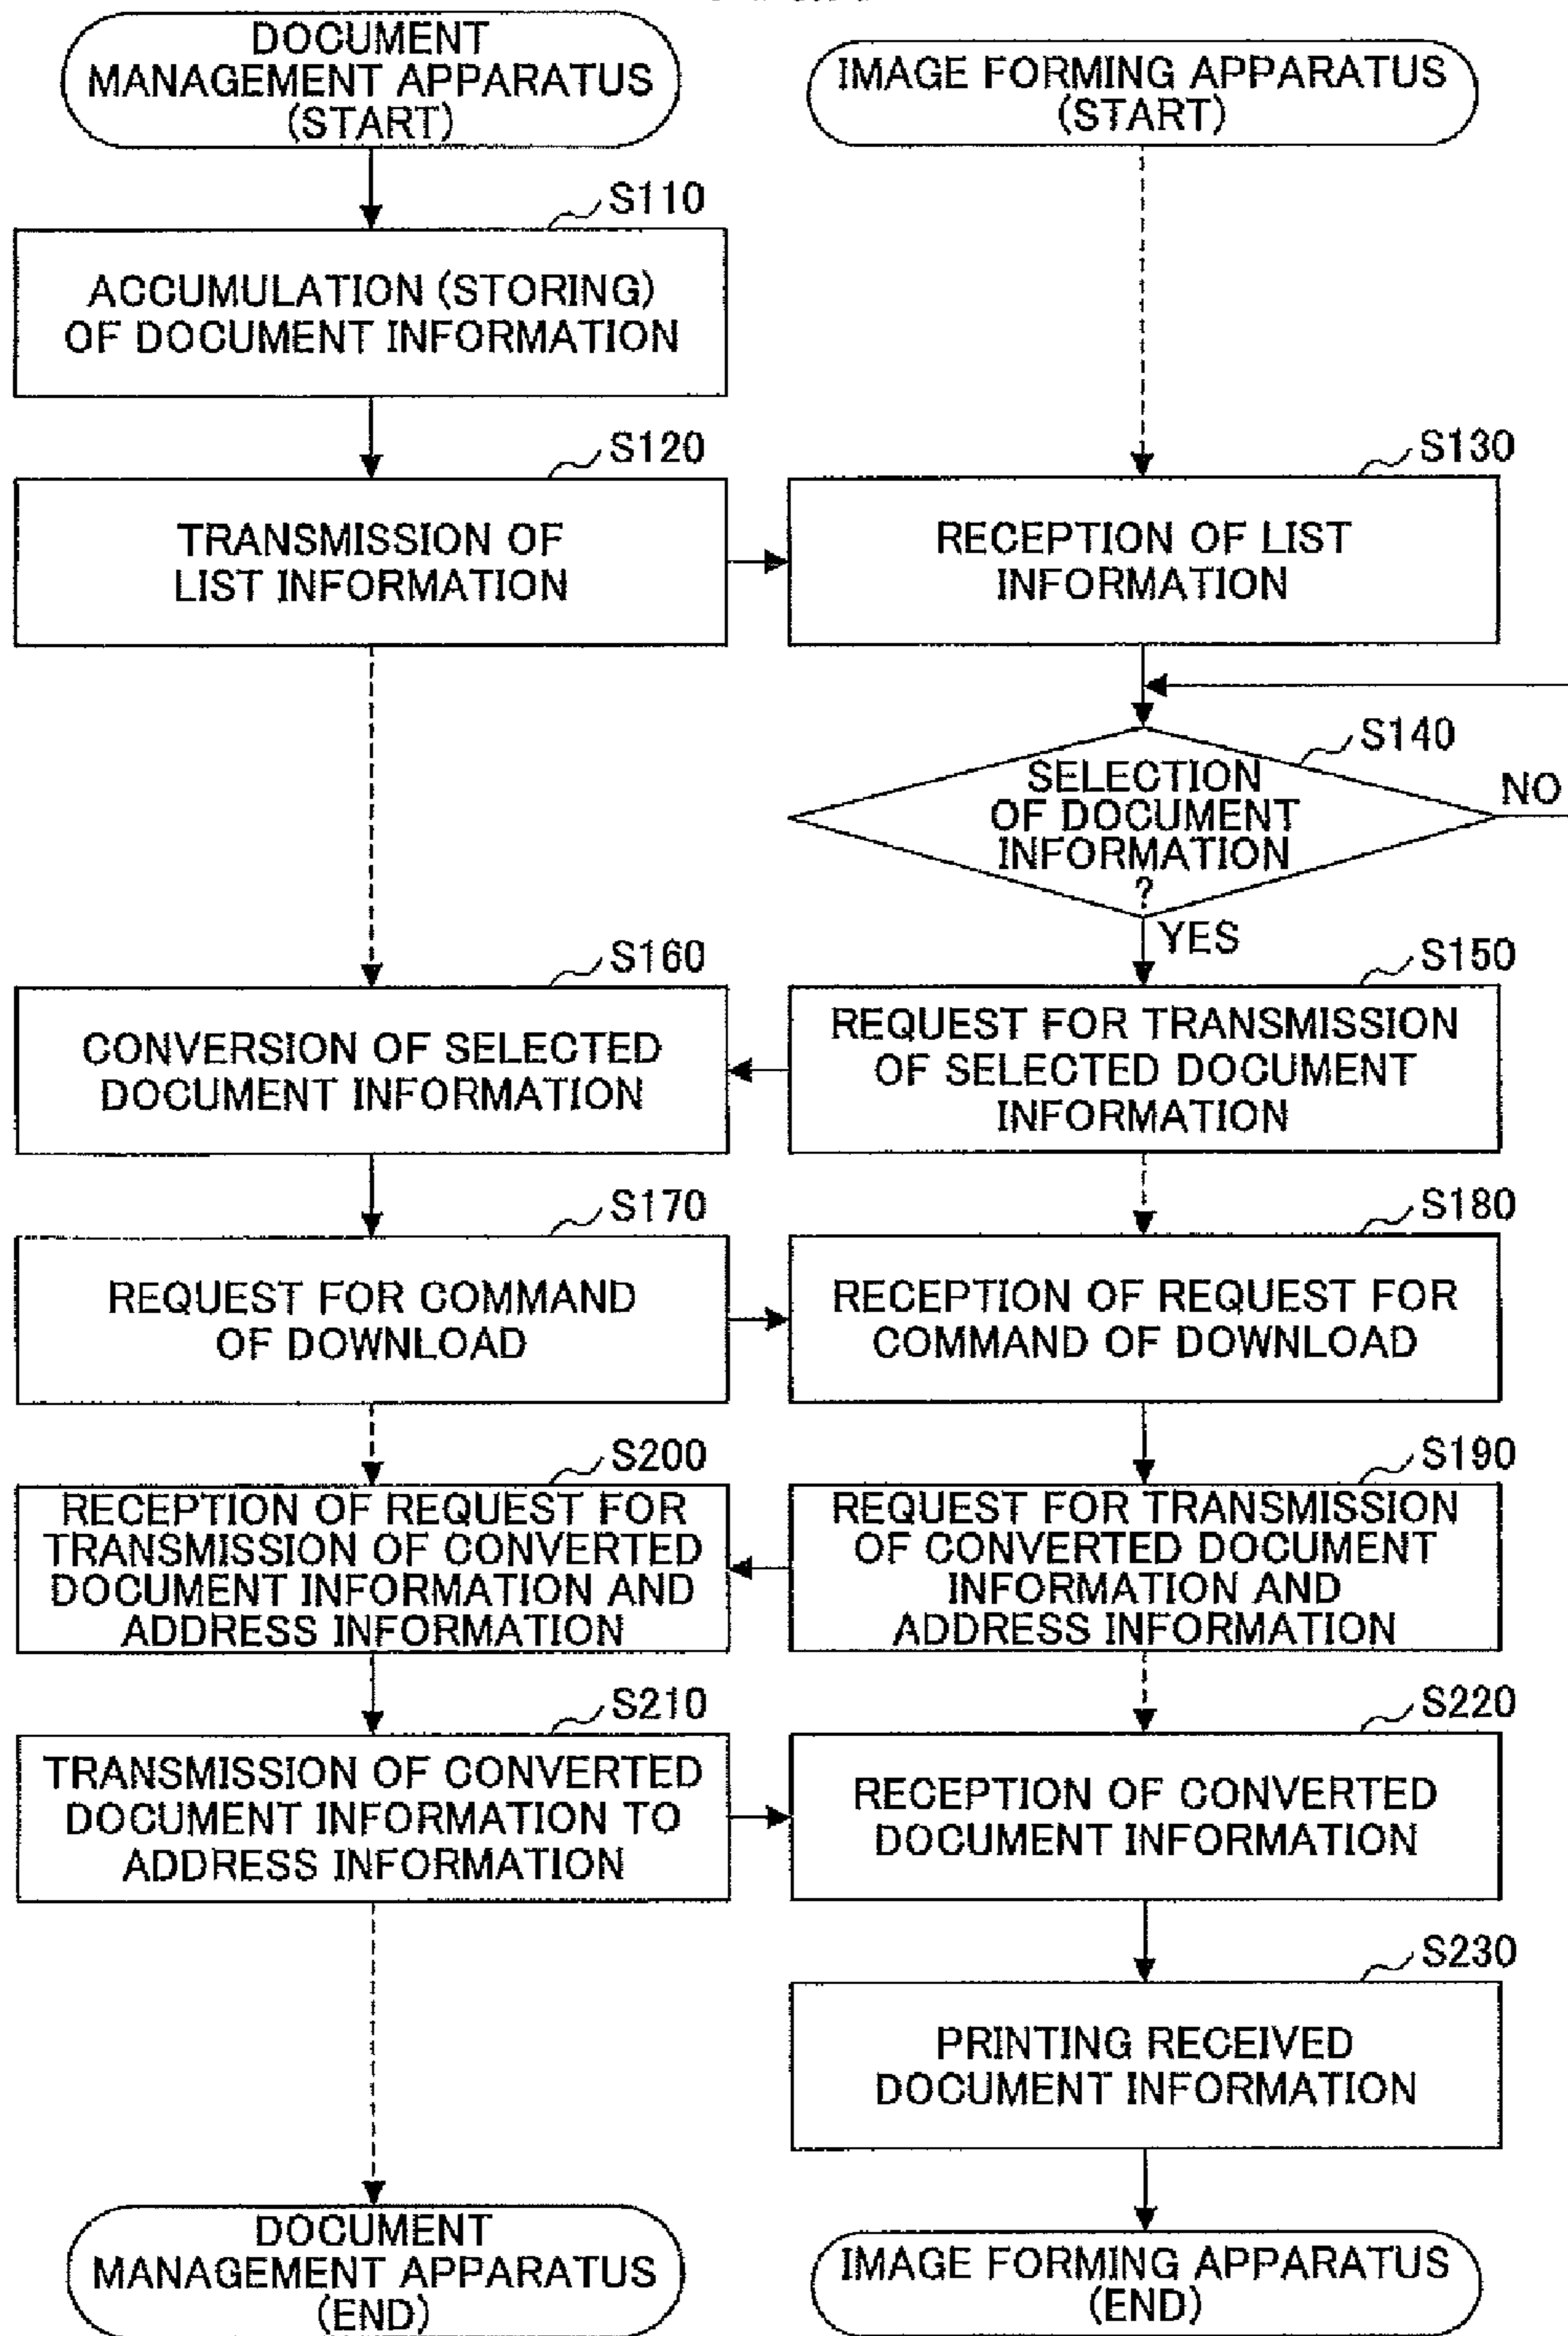 DOCUMENT
MANAGEMENT APPARATUS
(START)
IMAGE FORMING APPARATUS
(START)
S110
ACCUMULATION (STORING)
OF DOCUMENT INFORMATION
S120
TRANSMISSION OF
LIST INFORMATION
S130
RECEPTION OF LIST
INFORMATION
S140
SELECTION
OF DOCUMENT
INFORMATION
?
NO
YES
S150
REQUEST FOR TRANSMISSION
OF SELECTED DOCUMENT
INFORMATION
S160
CONVERSION OF SELECTED
DOCUMENT INFORMATION
S170
REQUEST FOR COMMAND
OF DOWNLOAD
S180
RECEPTION OF REQUEST FOR
COMMAND OF DOWNLOAD
S190
REQUEST FOR TRANSMISSION
OF CONVERTED DOCUMENT
INFORMATION AND
ADDRESS INFORMATION
S200
RECEPTION OF REQUEST FOR
TRANSMISSION OF CONVERTED
DOCUMENT INFORMATION AND
ADDRESS INFORMATION
S210
TRANSMISSION OF CONVERTED
DOCUMENT INFORMATION TO
ADDRESS INFORMATION
S220
RECEPTION OF CONVERTED
DOCUMENT INFORMATION
S230
PRINTING RECEIVED
DOCUMENT INFORMATION
DOCUMENT
MANAGEMENT APPARATUS
(END)
IMAGE FORMING APPARATUS
(END)